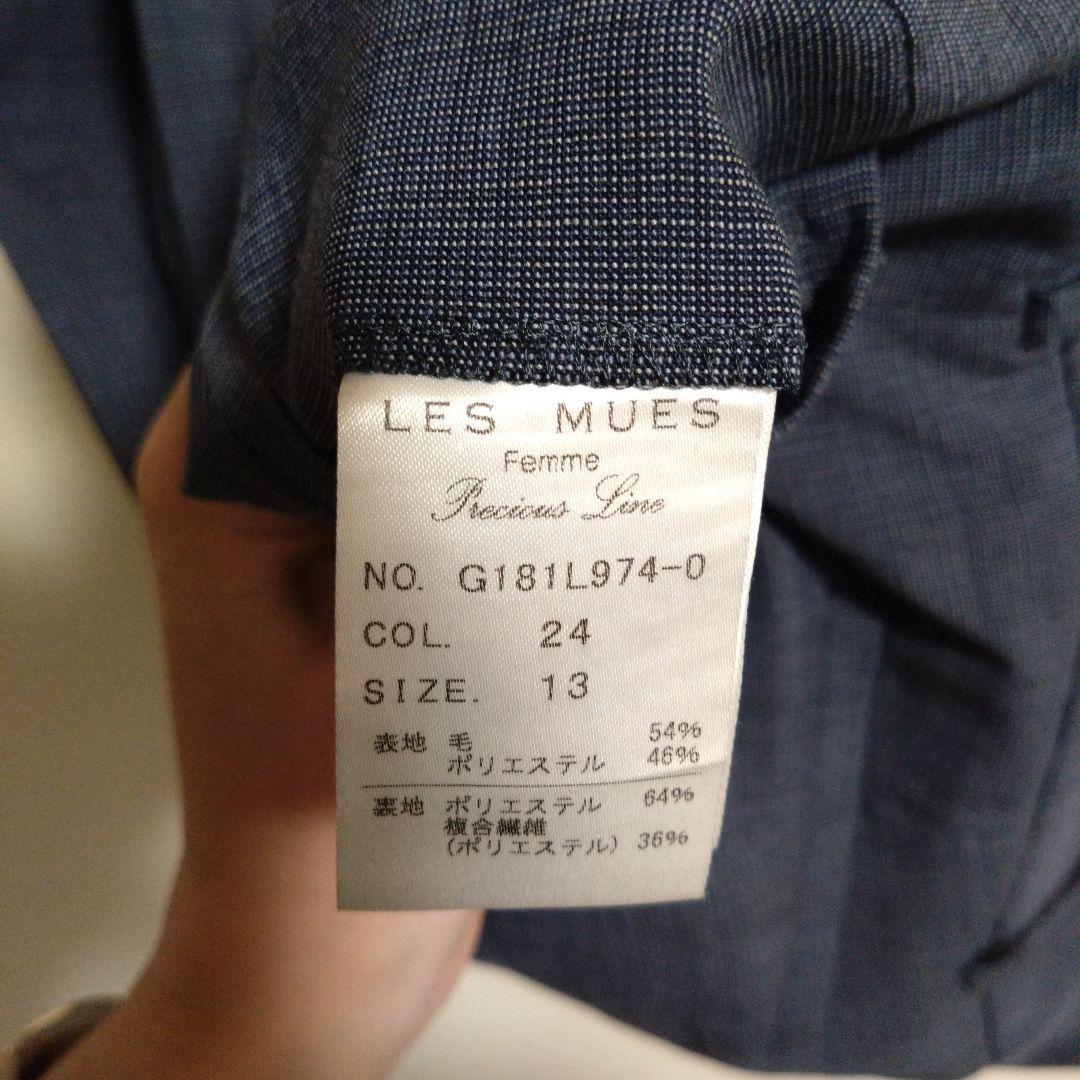 LES MUES
Femme
Precious Line
NO. G181L974-0
COL. 24
SIZE. 13
表地 毛 54%
ポリエステル 46%
表地 ポリエステル 64%
複合繊維
(ポリエステル) 36%